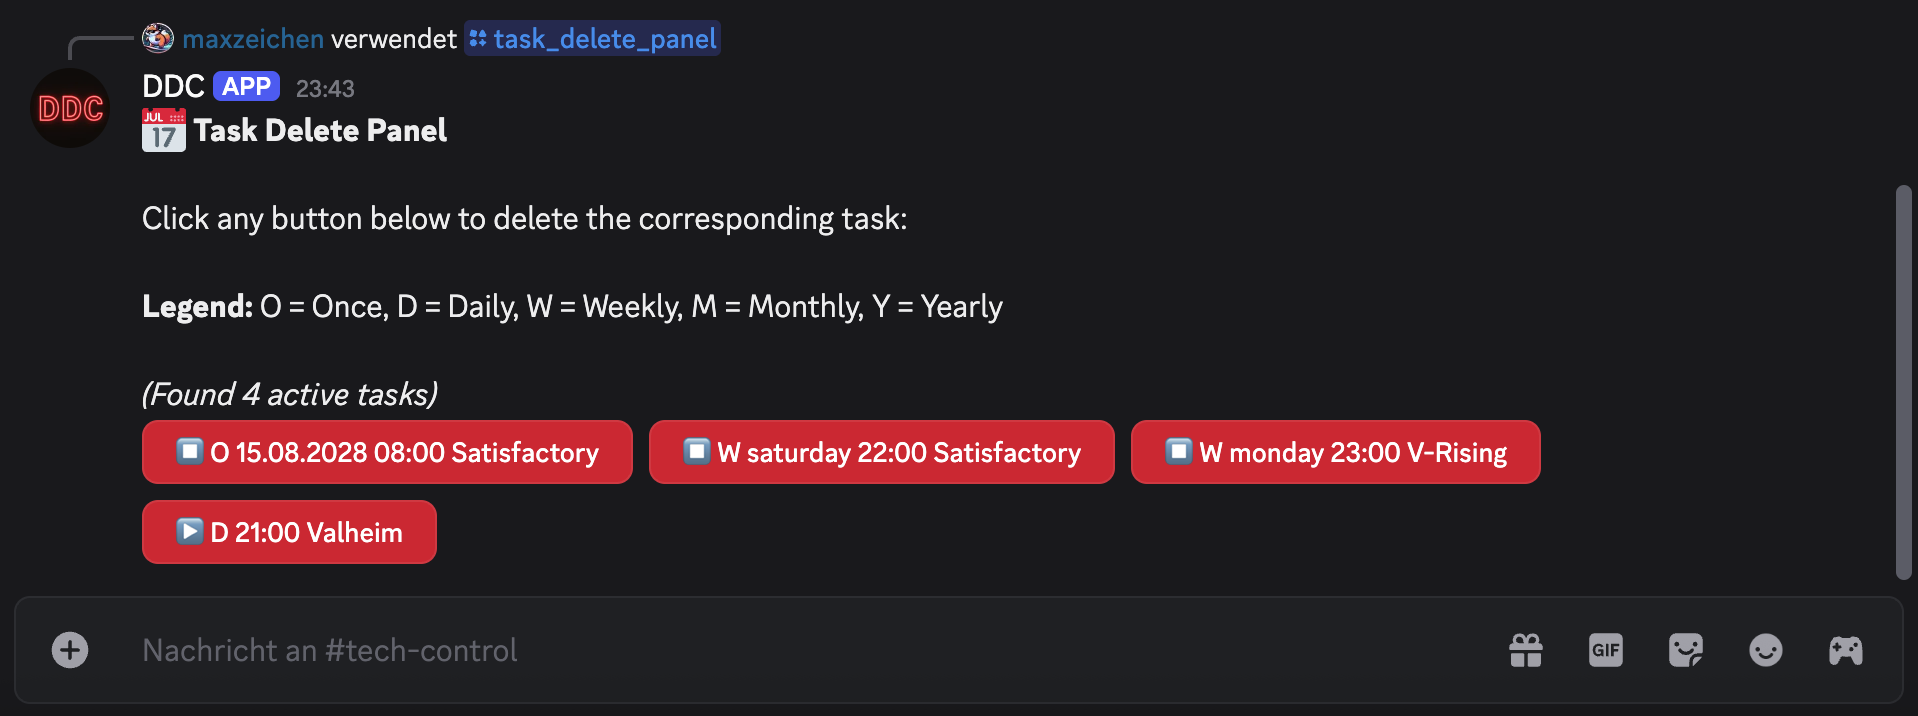 maxzeichen verwendet task_delete_panel
DDC
DDC APP 23:43
JUL
17
Task Delete Panel
Click any button below to delete the corresponding task:
Legend: O = Once, D = Daily, W = Weekly, M = Monthly, Y = Yearly
(Found 4 active tasks)
O 15.08.2028 08:00 Satisfactory
W saturday 22:00 Satisfactory
W monday 23:00 V-Rising
D 21:00 Valheim
Nachricht an #tech-control
GIF